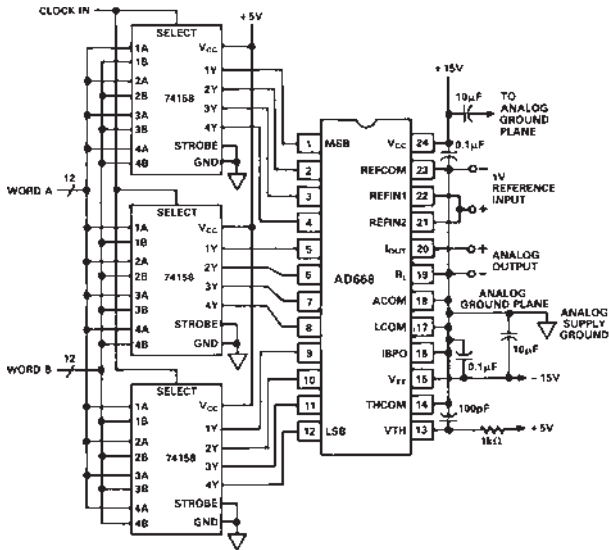 CLOCK IN
+5V
SELECT
1A
1B
2A
2B
3A
3B
4A
4B
74158
VCC
1Y
2Y
3Y
4Y
STROBE
GND
WORD A
12
SELECT
1A
1B
2A
2B
3A
3B
4A
4B
74158
VCC
1Y
2Y
3Y
4Y
STROBE
GND
WORD B
12
SELECT
1A
1B
2A
2B
3A
3B
4A
4B
74158
VCC
1Y
2Y
3Y
4Y
STROBE
GND
AD668
1 MSB
2
3
4
5
6
7
8
9
10
11
12 LSB
VCC 24
REFCOM 23
REFIN1 22
REFIN2 21
IOUT 20
BL 19
ACOM 18
LCOM 17
IBPO 16
VEE 15
THCOM 14
VTH 13
+15V
10µF
TO
ANALOG
GROUND
PLANE
0.1µF
1V
REFERENCE
INPUT
+
−
ANALOG
OUTPUT
+
−
ANALOG
GROUND PLANE
ANALOG
SUPPLY
GROUND
0.1µF
10µF
−15V
100pF
1kΩ
+5V